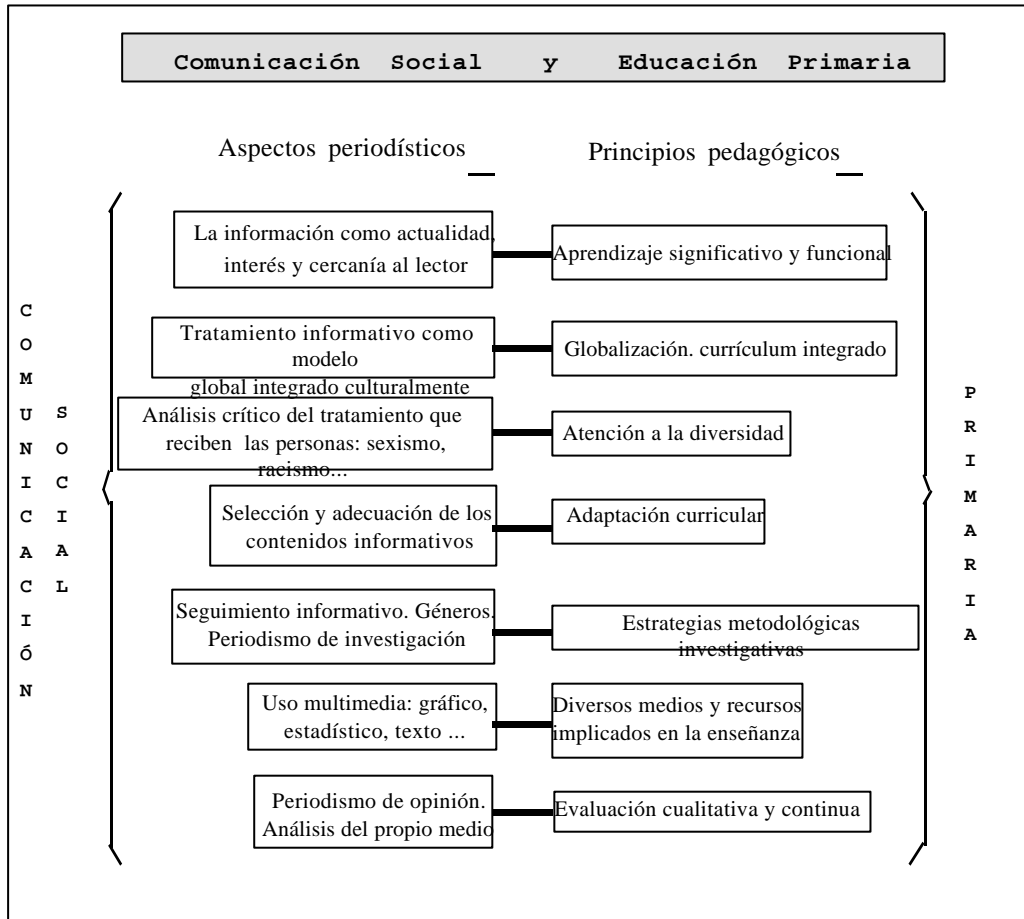 Comunicación Social y Educación Primaria
Aspectos periodísticos
Principios pedagógicos
La información como actualidad,
interés y cercanía al lector
Aprendizaje significativo y funcional
Tratamiento informativo como
modelo
global integrado culturalmente
Globalización. currículum integrado
Análisis crítico del tratamiento que
reciben las personas: sexismo,
racismo...
Atención a la diversidad
Selección y adecuación de los
contenidos informativos
Adaptación curricular
Seguimiento informativo. Géneros.
Periodismo de investigación
Estrategias metodológicas
investigativas
Uso multimedia: gráfico,
estadístico, texto ...
Diversos medios y recursos
implicados en la enseñanza
Periodismo de opinión.
Análisis del propio medio
Evaluación cualitativa y continua
COMUNICACIÓN
SOCIAL
PRIMARIA